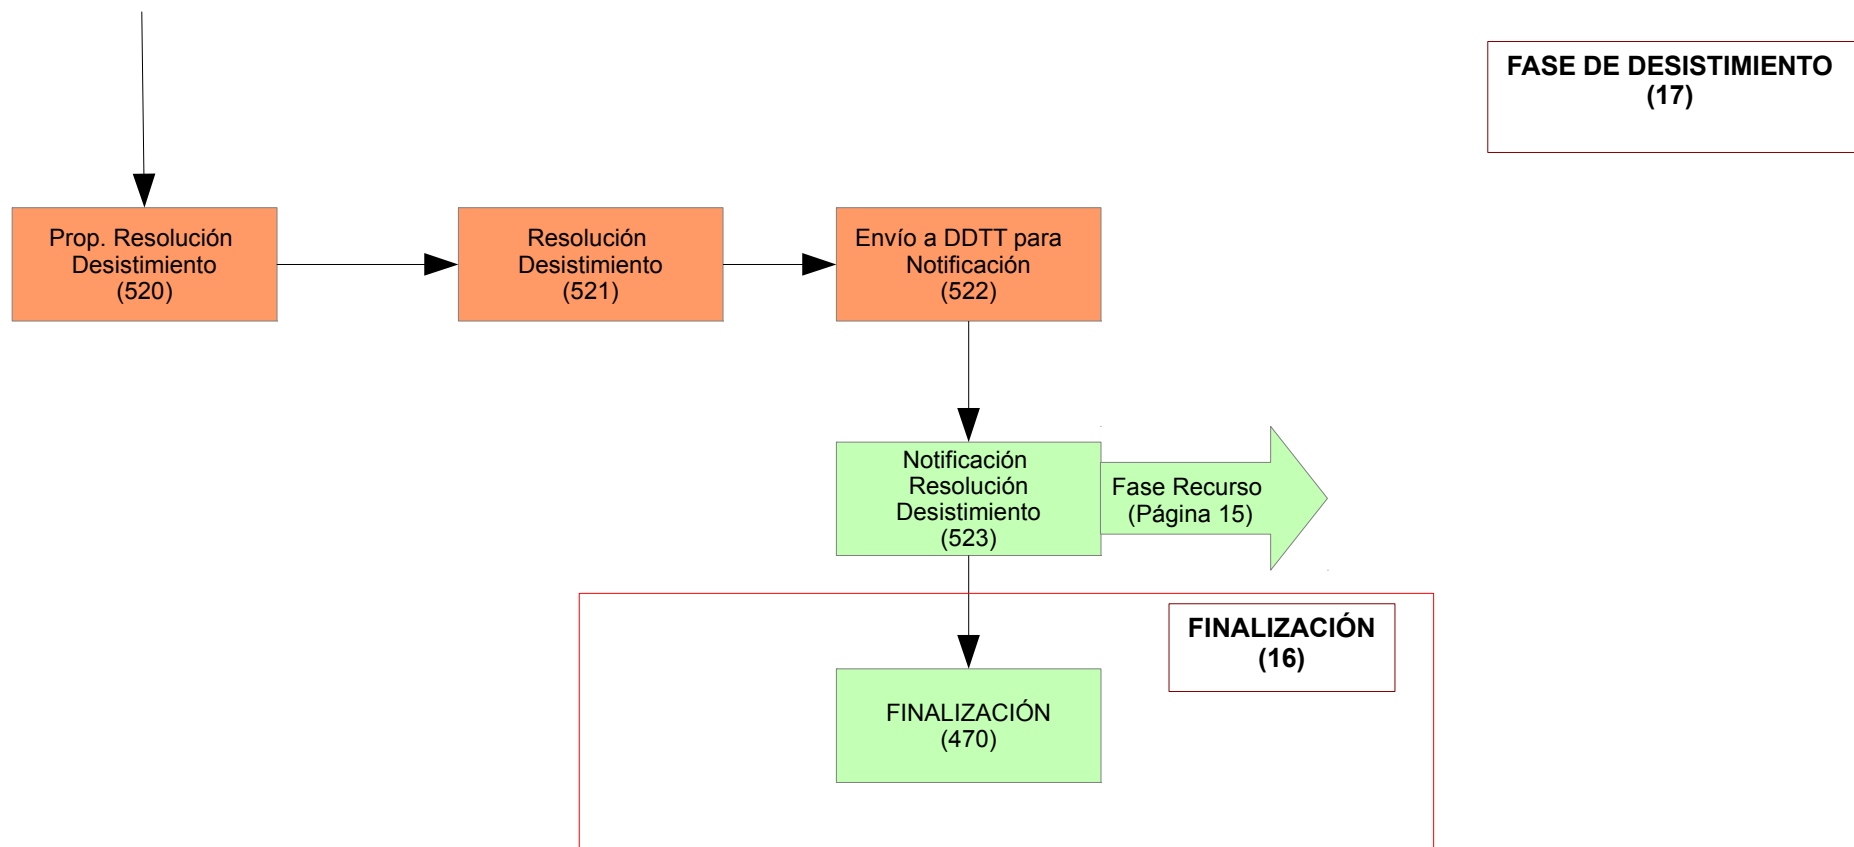 FASE DE DESISTIMIENTO
(17)
Prop. Resolución
Desistimiento
(520)
Resolución
Desistimiento
(521)
Envío a DDTT para
Notificación
(522)
Notificación
Resolución
Desistimiento
(523)
Fase Recurso
(Página 15)
FINALIZACIÓN
(16)
FINALIZACIÓN
(470)